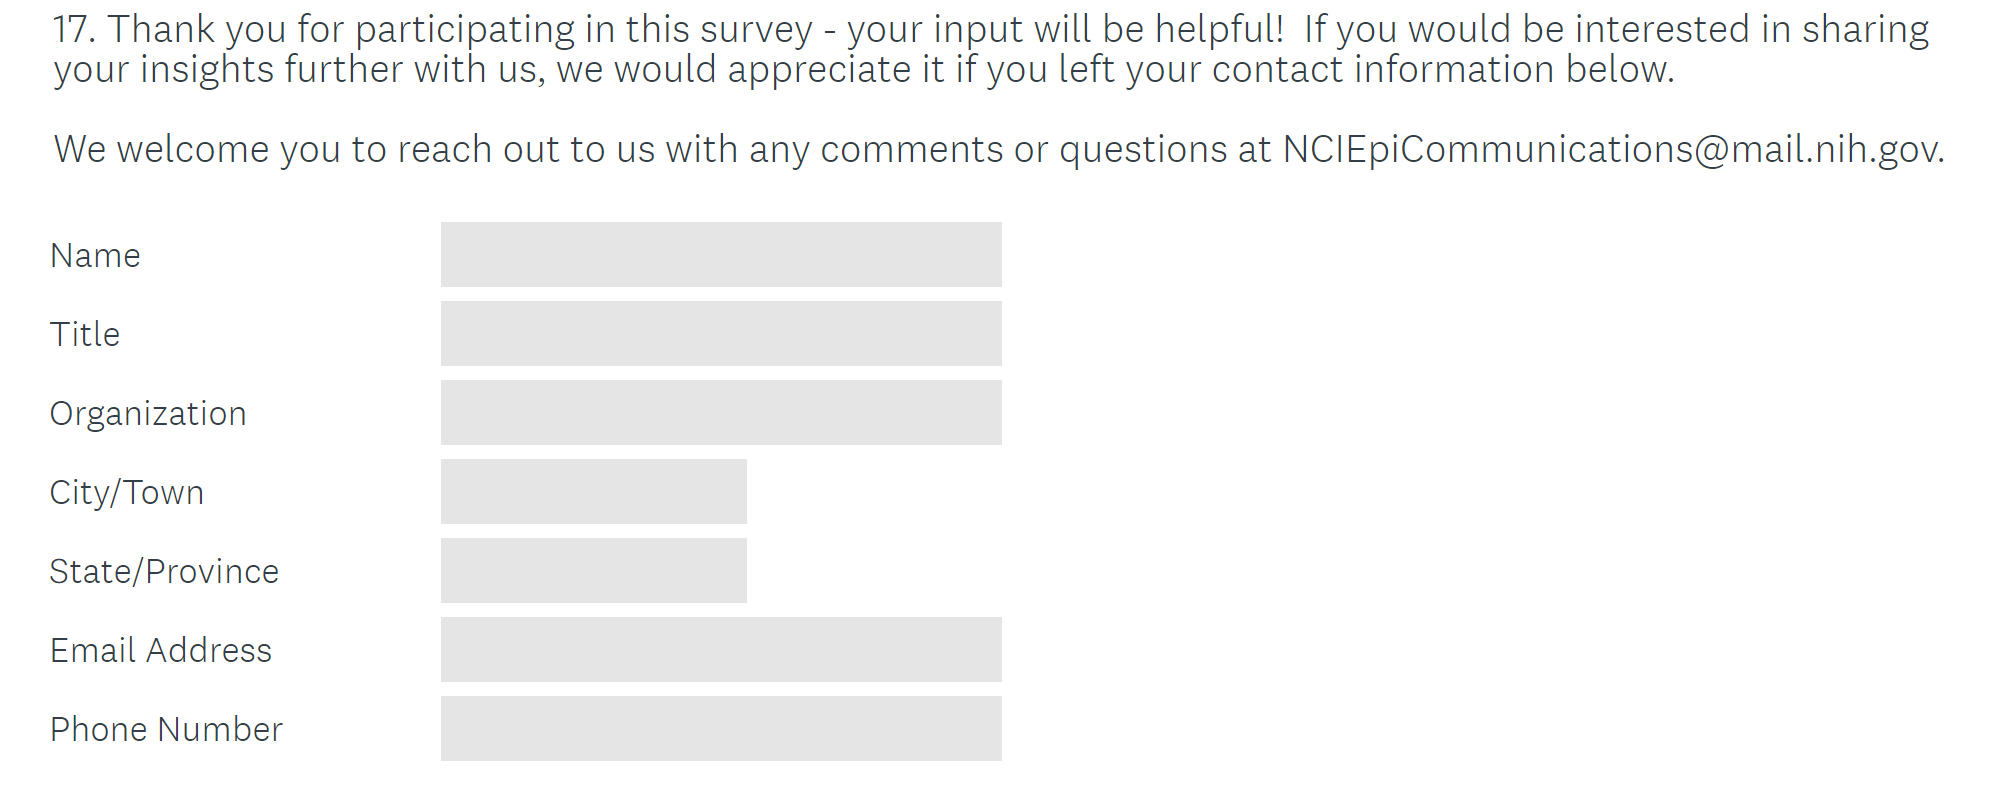 17. Thank you for participating in this survey - your input will be helpful!  If you would be interested in sharing
your insights further with us, we would appreciate it if you left your contact information below.
We welcome you to reach out to us with any comments or questions at NCIEpiCommunications@mail.nih.gov.
Name
Title
Organization
City/Town
State/Province
Email Address
Phone Number